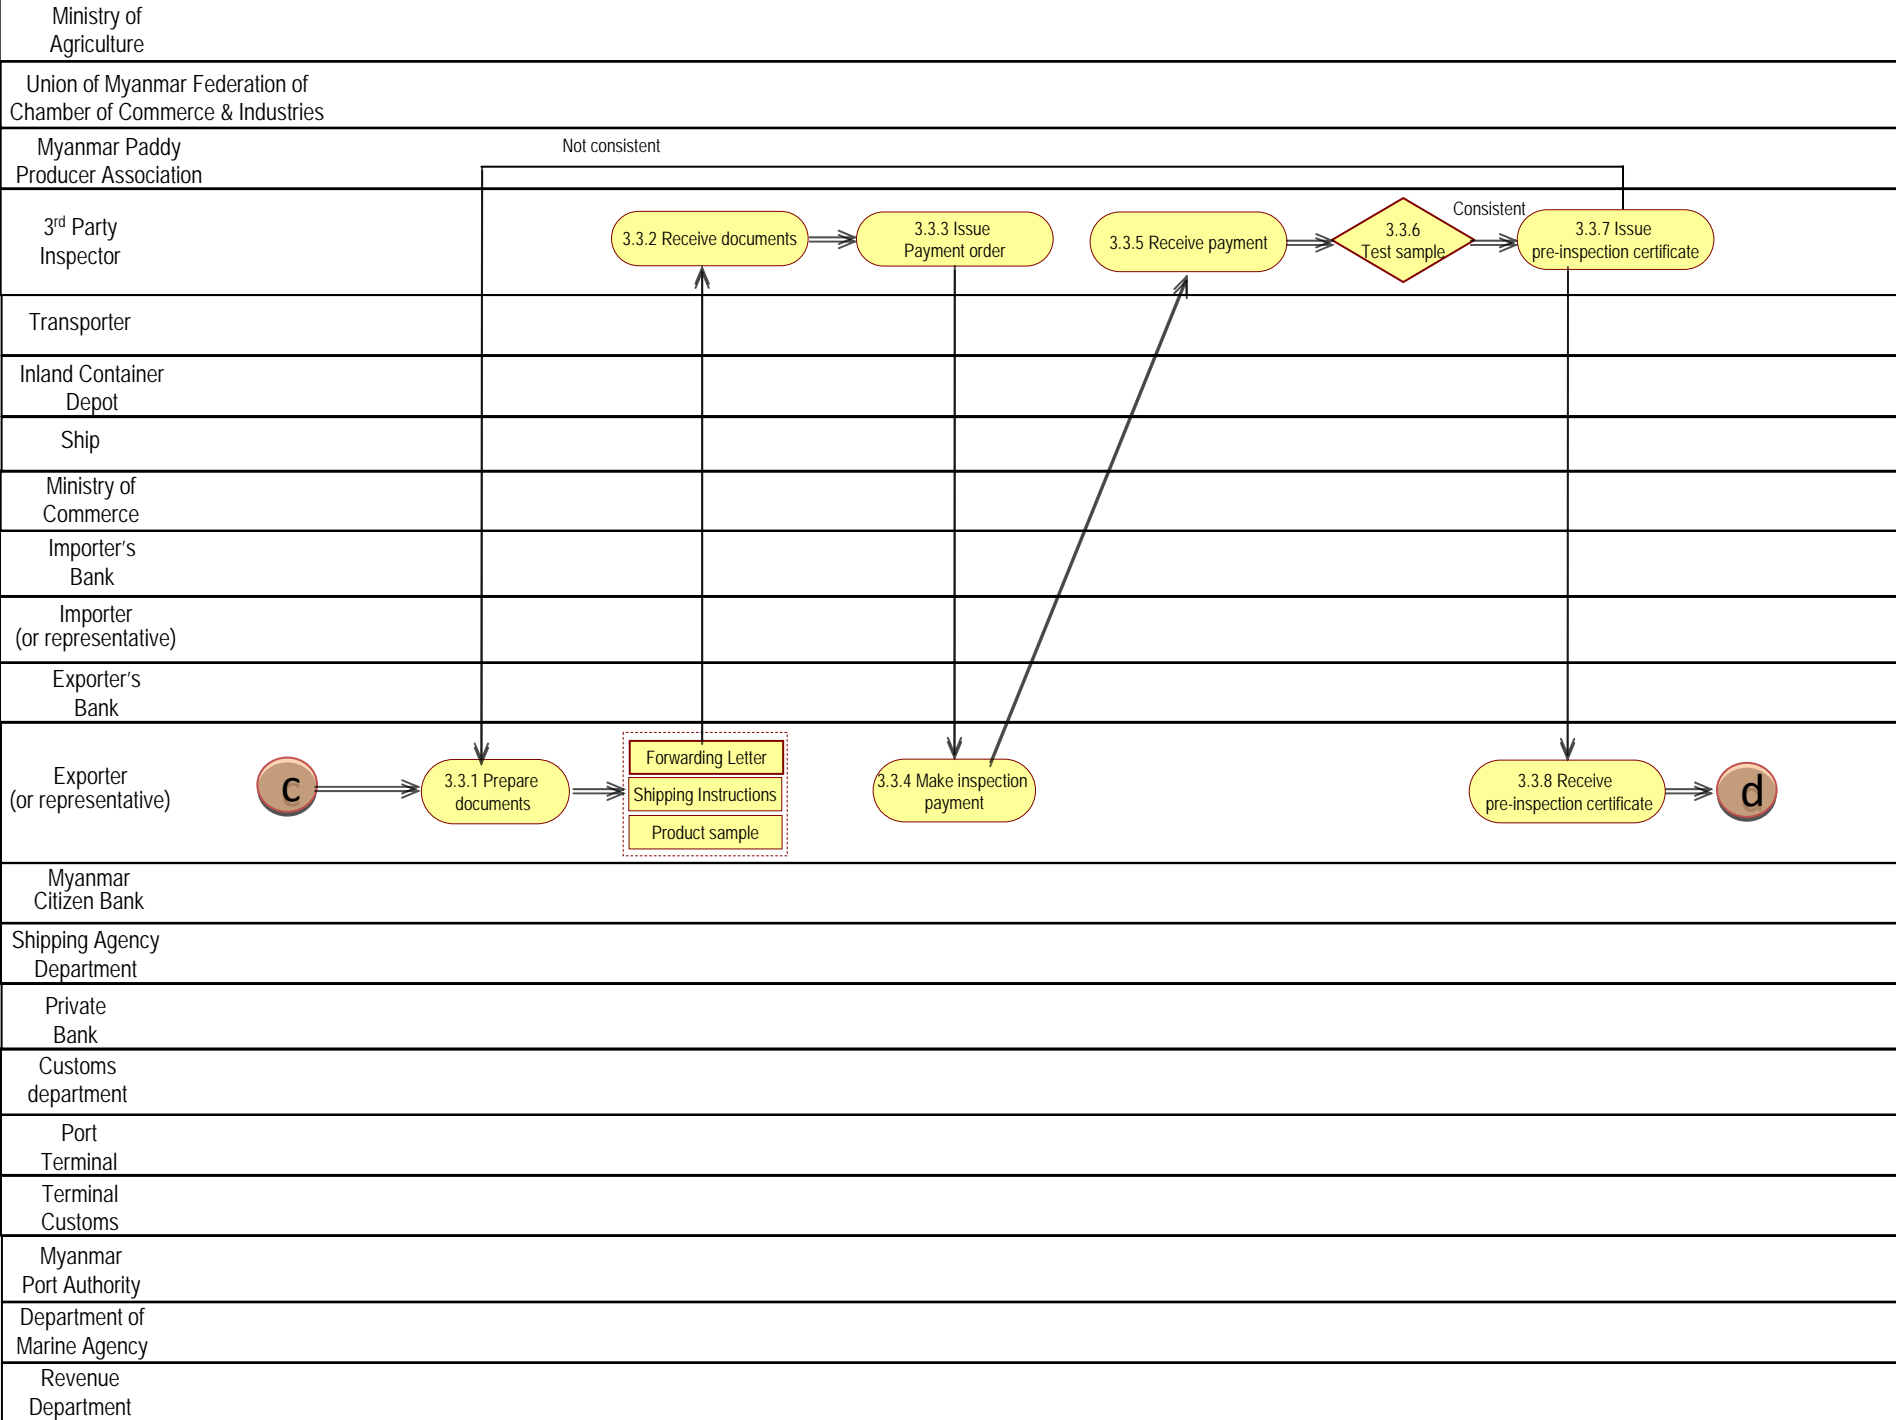 Ministry of
Agriculture
Union of Myanmar Federation of
Chamber of Commerce & Industries
Myanmar Paddy
Producer Association
Not consistent
3rd Party
Inspector
3.3.2 Receive documents
3.3.3 Issue
Payment order
3.3.5 Receive payment
3.3.6
Test sample
Consistent
3.3.7 Issue
pre-inspection certificate
Transporter
Inland Container
Depot
Ship
Ministry of
Commerce
Importer's
Bank
Importer
(or representative)
Exporter's
Bank
Exporter
(or representative)
c
3.3.1 Prepare
documents
Forwarding Letter
Shipping Instructions
Product sample
3.3.4 Make inspection
payment
3.3.8 Receive
pre-inspection certificate
d
Myanmar
Citizen Bank
Shipping Agency
Department
Private
Bank
Customs
department
Port
Terminal
Terminal
Customs
Myanmar
Port Authority
Department of
Marine Agency
Revenue
Department